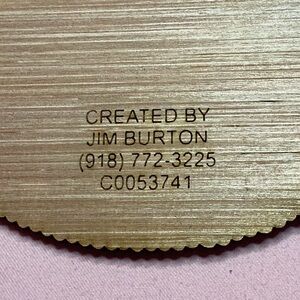 CREATED BY
JIM BURTON
(918) 772-3225
C0053741